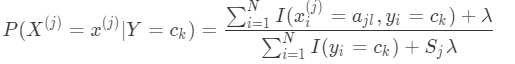 P(X^{(j)} = x^{(j)}|Y = c_k) = \frac{\sum_{i=1}^{N} I(x_i^{(j)} = a_{jl}, y_i = c_k) + \lambda}{\sum_{i=1}^{N} I(y_i = c_k) + S_j \lambda}